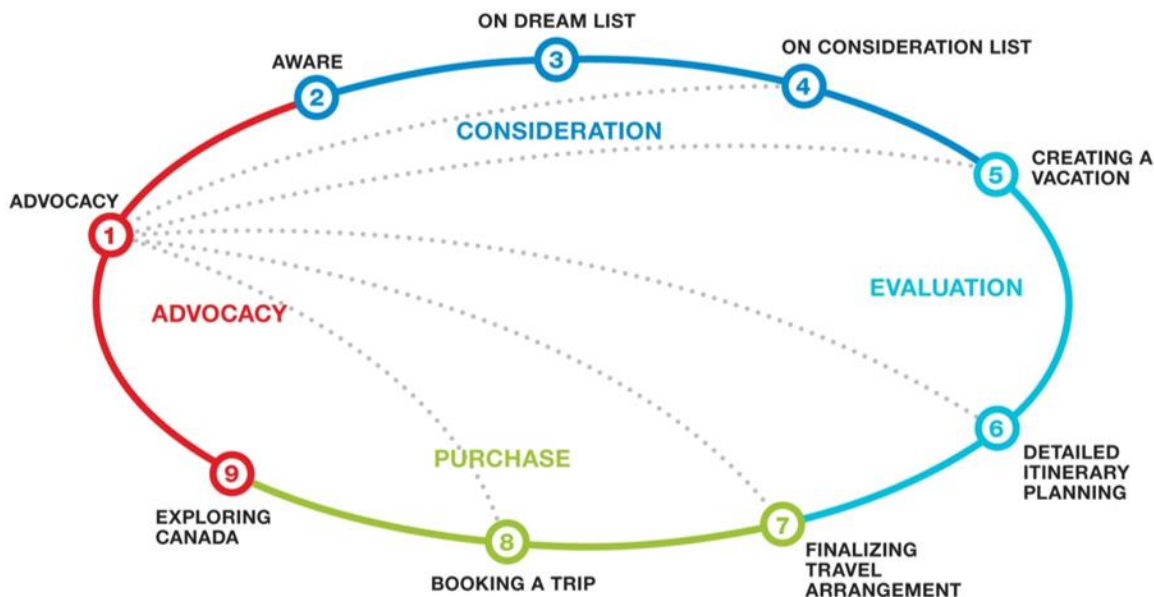 ON DREAM LIST
3
ON CONSIDERATION LIST
4
AWARE
2
CONSIDERATION
CREATING A
VACATION
5
ADVOCACY
1
EVALUATION
ADVOCACY
6
DETAILED
ITINERARY
PLANNING
PURCHASE
9
EXPLORING
CANADA
8
BOOKING A TRIP
7
FINALIZING
TRAVEL
ARRANGEMENT